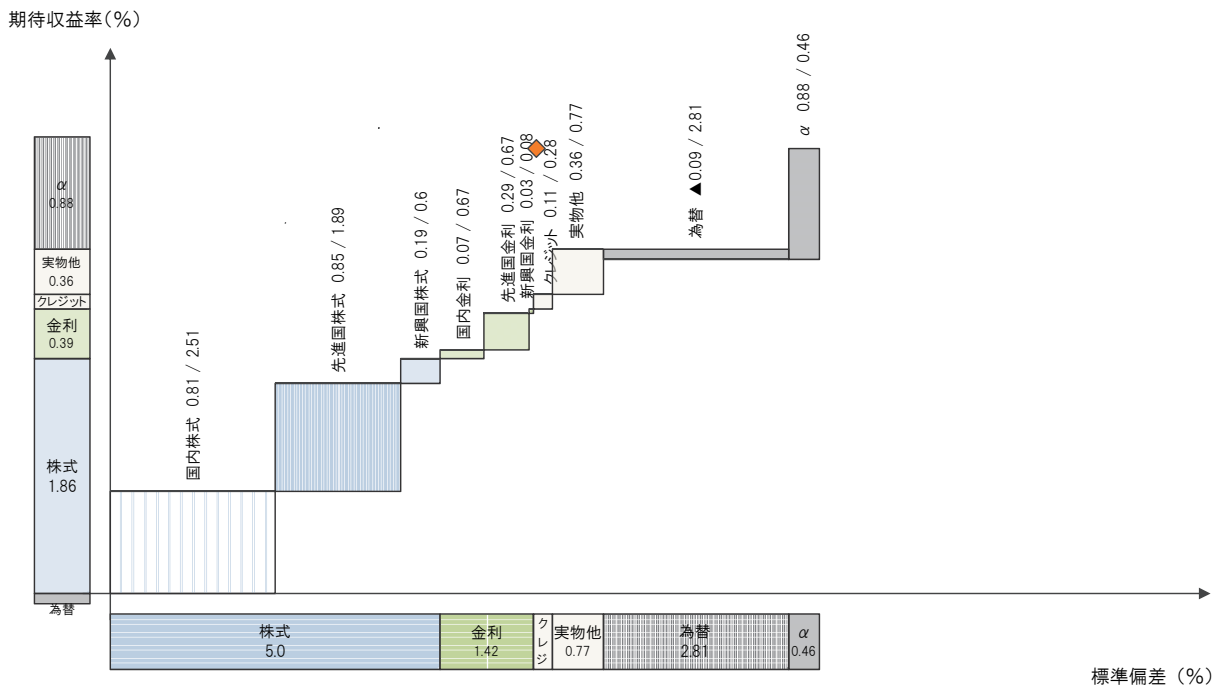 期待収益率(%)
α 0.88 / 0.46
為替 ▲0.09 / 2.81
実物他 0.36 / 0.77
クレジット 0.11 / 0.28
新興国金利 0.03 / 0.08
先進国金利 0.29 / 0.67
国内金利 0.07 / 0.67
新興国株式 0.19 / 0.6
先進国株式 0.85 / 1.89
国内株式 0.81 / 2.51
α
0.88
実物他
0.36
クレジット
金利
0.39
株式
1.86
為替
株式
5.0
金利
1.42
クレジ
実物他
0.77
為替
2.81
α
0.46
標準偏差 (%)